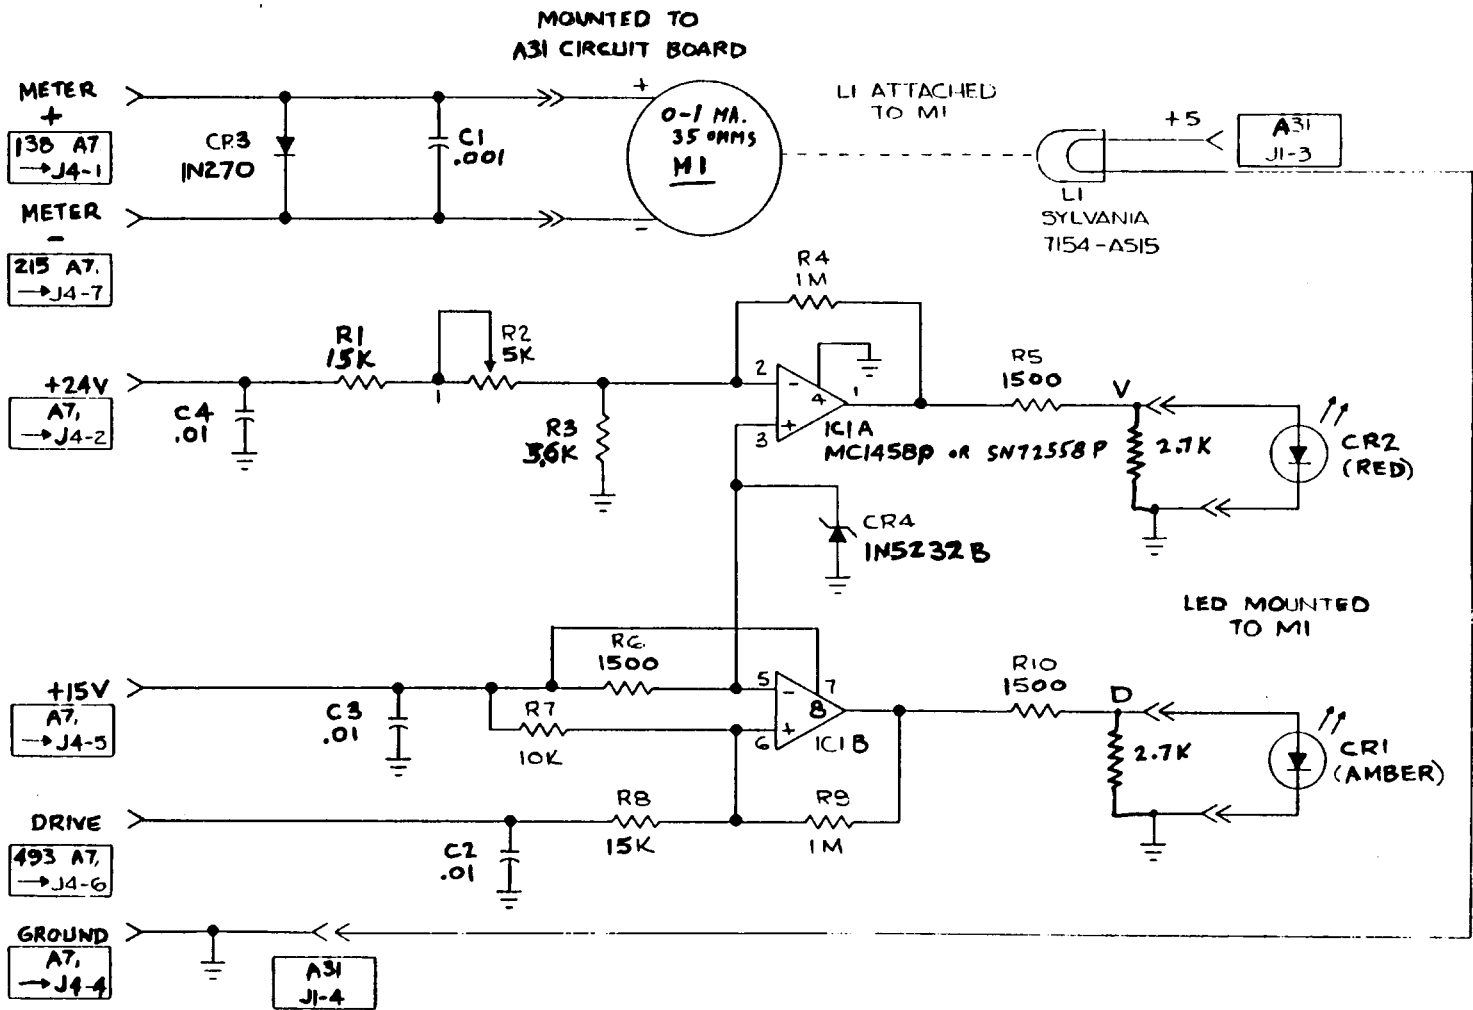 MOUNTED TO
A31 CIRCUIT BOARD
METER
+
138 A7
→J4-1
METER
-
215 A7,
→J4-7
CR3
1N270
C1
.001
+
-
0-1 MA.
35 OHMS
M1
L1 ATTACHED
TO M1
+5
A31
J1-3
L1
SYLVANIA
7154-AS15
R4
1M
R1
15K
R2
5K
1
+24V
A7,
→J4-2
C4
.01
R3
5.6K
2
-
3
+
4
1
IC1A
MC1458P OR SN72558P
R5
1500
V
2.7K
CR2
(RED)
CR4
1N5232B
LED MOUNTED
TO M1
R6
1500
+15V
A7,
→J4-5
C3
.01
R7
10K
5
-
6
+
7
8
IC1B
R10
1500
D
2.7K
CR1
(AMBER)
DRIVE
493 A7,
→J4-6
C2
.01
R8
15K
R9
1M
GROUND
A7,
→J4-4
A31
J1-4